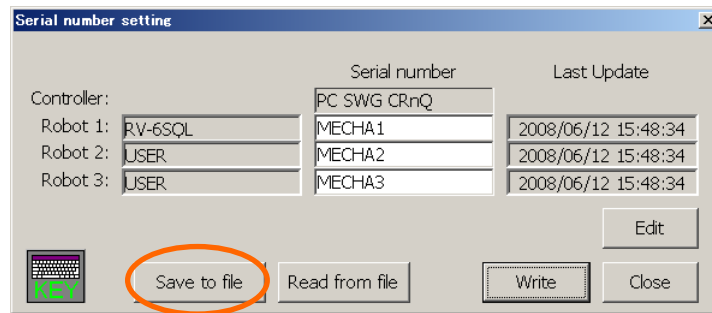 Serial number setting
Serial number Last Update
Controller: PC SWG CRnQ
Robot 1: RV-6SQL MECHA1 2008/06/12 15:48:34
Robot 2: USER MECHA2 2008/06/12 15:48:34
Robot 3: USER MECHA3 2008/06/12 15:48:34
Edit
KEY Save to file Read from file Write Close